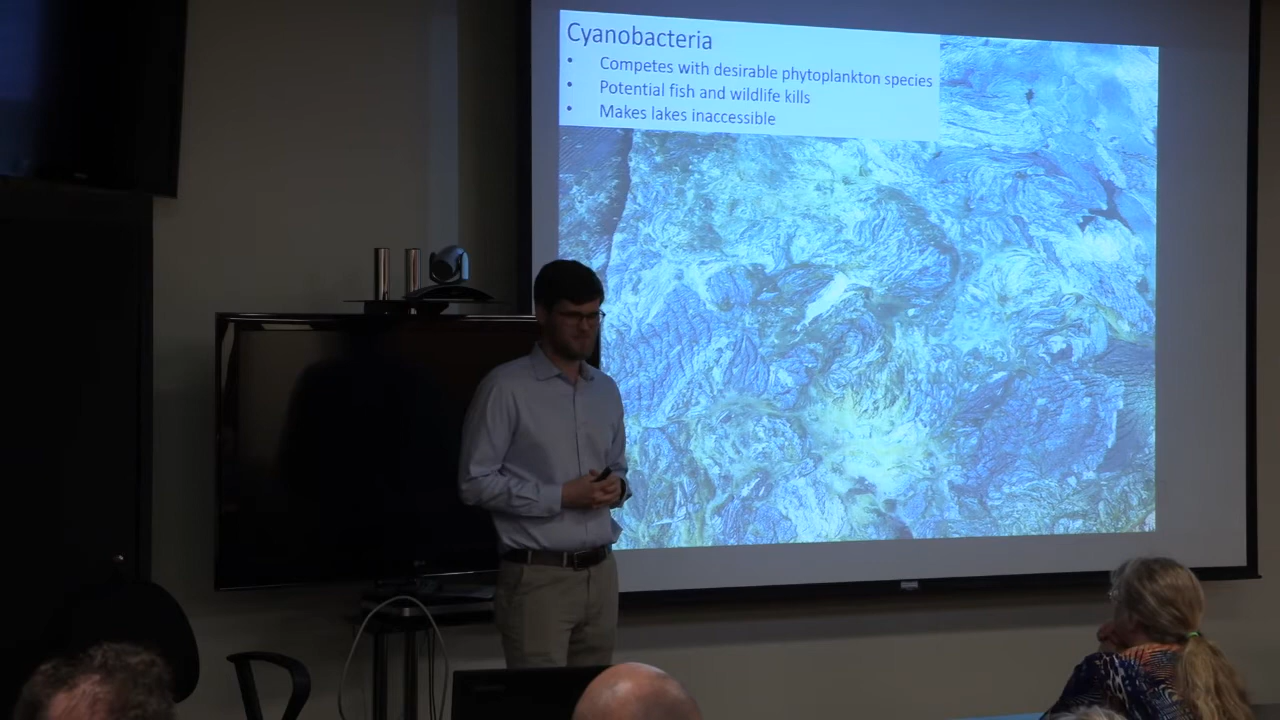 Cyanobacteria
• Competes with desirable phytoplankton species
• Potential fish and wildlife kills
• Makes lakes inaccessible